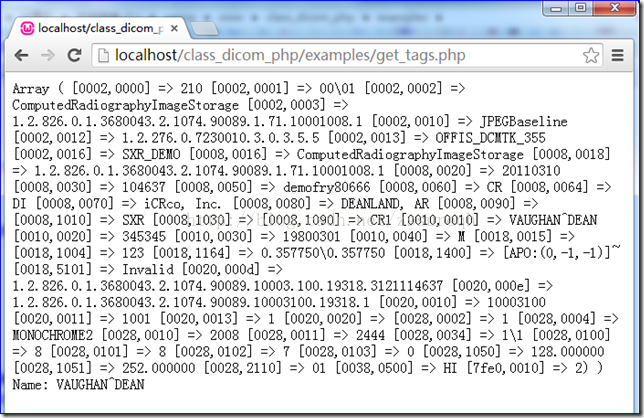 localhost/class_dicom_p
localhost/class_dicom_php/examples/get_tags.php
Array ( [0002,0000] => 210 [0002,0001] => 00\01 [0002,0002] =>
ComputedRadiographyImageStorage [0002,0003] =>
1.2.826.0.1.3680043.2.1074.90089.1.71.10001008.1 [0002,0010] => JPEGBaseline
[0002,0012] => 1.2.276.0.7230010.3.0.3.5.5 [0002,0013] => OFFIS_DCMTK_355
[0002,0016] => SXR_DEMO [0008,0016] => ComputedRadiographyImageStorage [0008,0018]
=> 1.2.826.0.1.3680043.2.1074.90089.1.71.10001008.1 [0008,0020] => 20110310
[0008,0030] => 104637 [0008,0050] => demofry80666 [0008,0060] => CR [0008,0064] =>
DI [0008,0070] => iCRco, Inc. [0008,0080] => DEANLAND, AR [0008,0090] =>
[0008,1010] => SXR [0008,1030] => [0008,1090] => CR1 [0010,0010] => VAUGHAN^DEAN
[0010,0020] => 345345 [0010,0030] => 19800301 [0010,0040] => M [0018,0015] =>
[0018,1004] => 123 [0018,1164] => 0.357750\0.357750 [0018,1400] => [APO:(0,-1,-1)]~
[0018,5101] => Invalid [0020,000d] =>
1.2.826.0.1.3680043.2.1074.90089.10003.100.19318.3121114637 [0020,000e] =>
1.2.826.0.1.3680043.2.1074.90089.10003100.19318.1 [0020,0010] => 10003100
[0020,0011] => 1001 [0020,0013] => 1 [0020,0020] => [0028,0002] => 1 [0028,0004] =>
MONOCHROME2 [0028,0010] => 2008 [0028,0011] => 2444 [0028,0034] => 1\1 [0028,0100]
=> 8 [0028,0101] => 8 [0028,0102] => 7 [0028,0103] => 0 [0028,1050] => 128.000000
[0028,1051] => 252.000000 [0028,2110] => 01 [0038,0500] => HI [7fe0,0010] => 2) )
Name: VAUGHAN^DEAN